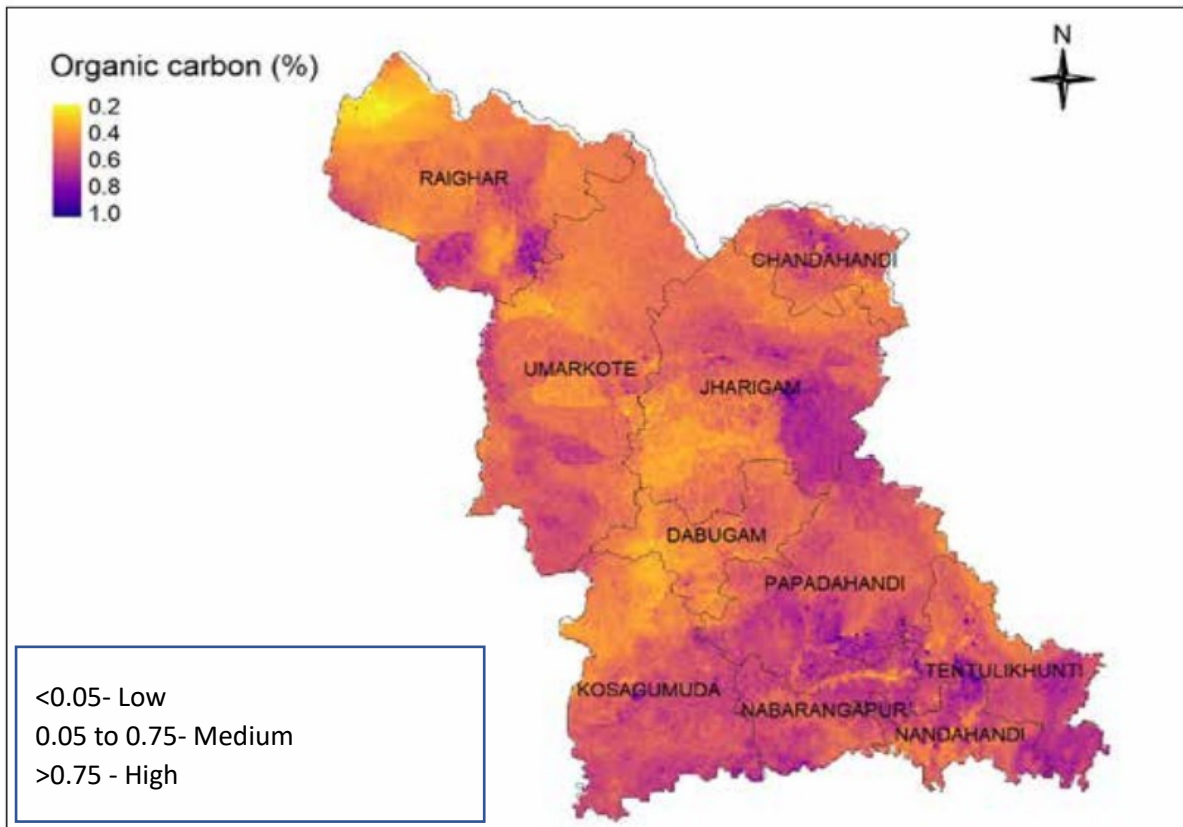 Organic carbon (%)
0.2
0.4
0.6
0.8
1.0
N
RAIGHAR
CHANDAHANDI
UMARKOTE
JHARIGAM
DABUGAM
PAPADAHANDI
TENTULIKHUNTI
KOSAGUMUDA
NABARANGAPUR
NANDAHANDI
<0.05- Low
0.05 to 0.75- Medium
>0.75 - High